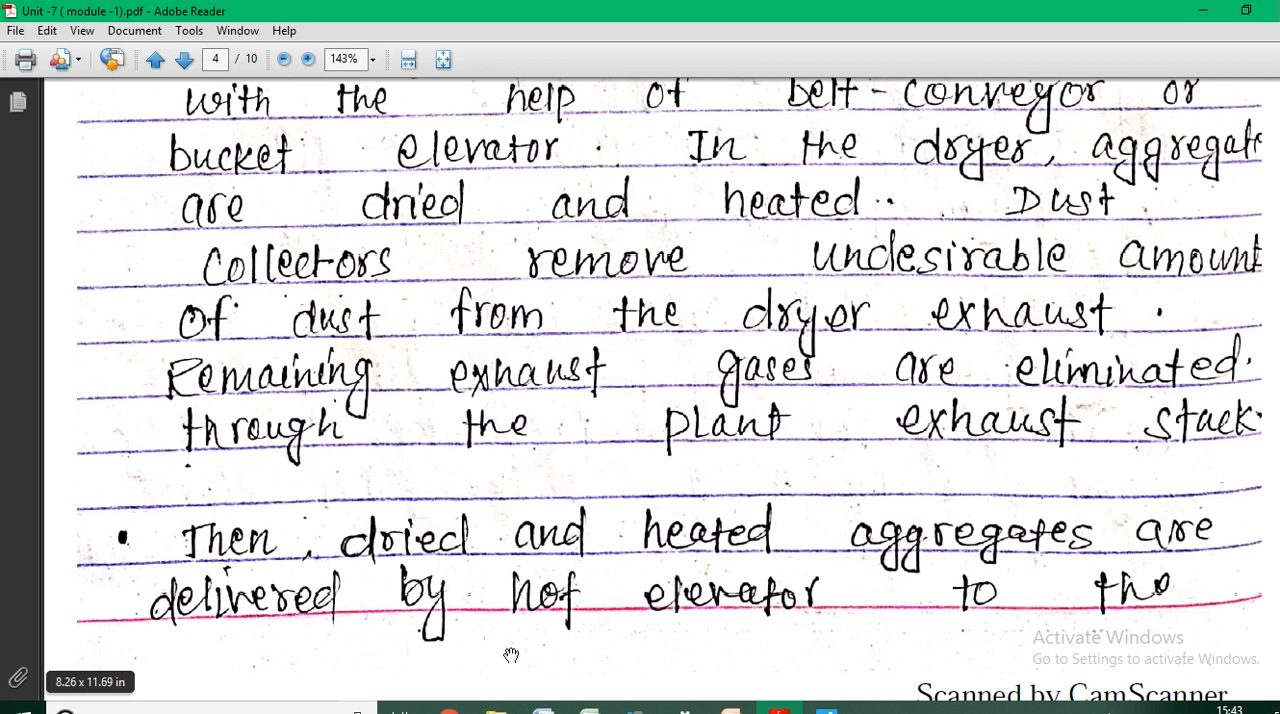 Unit -7 ( module -1).pdf - Adobe Reader
File Edit View Document Tools Window Help
4 / 10 143%
with the help of belt-conveyor or
bucket elevator. In the dryer, aggregate
are dried and heated. Dust
Collectors remove undesirable amount
of dust from the dryer exhaust.
Remaining exhaust gases are eliminated.
through the plant exhaust stack.
• Then, dried and heated aggregates are
delivered by hot elevator to the
Activate Windows
Go to Settings to activate Windows.
8.26 x 11.69 in
Scanned by CamScanner
15:43